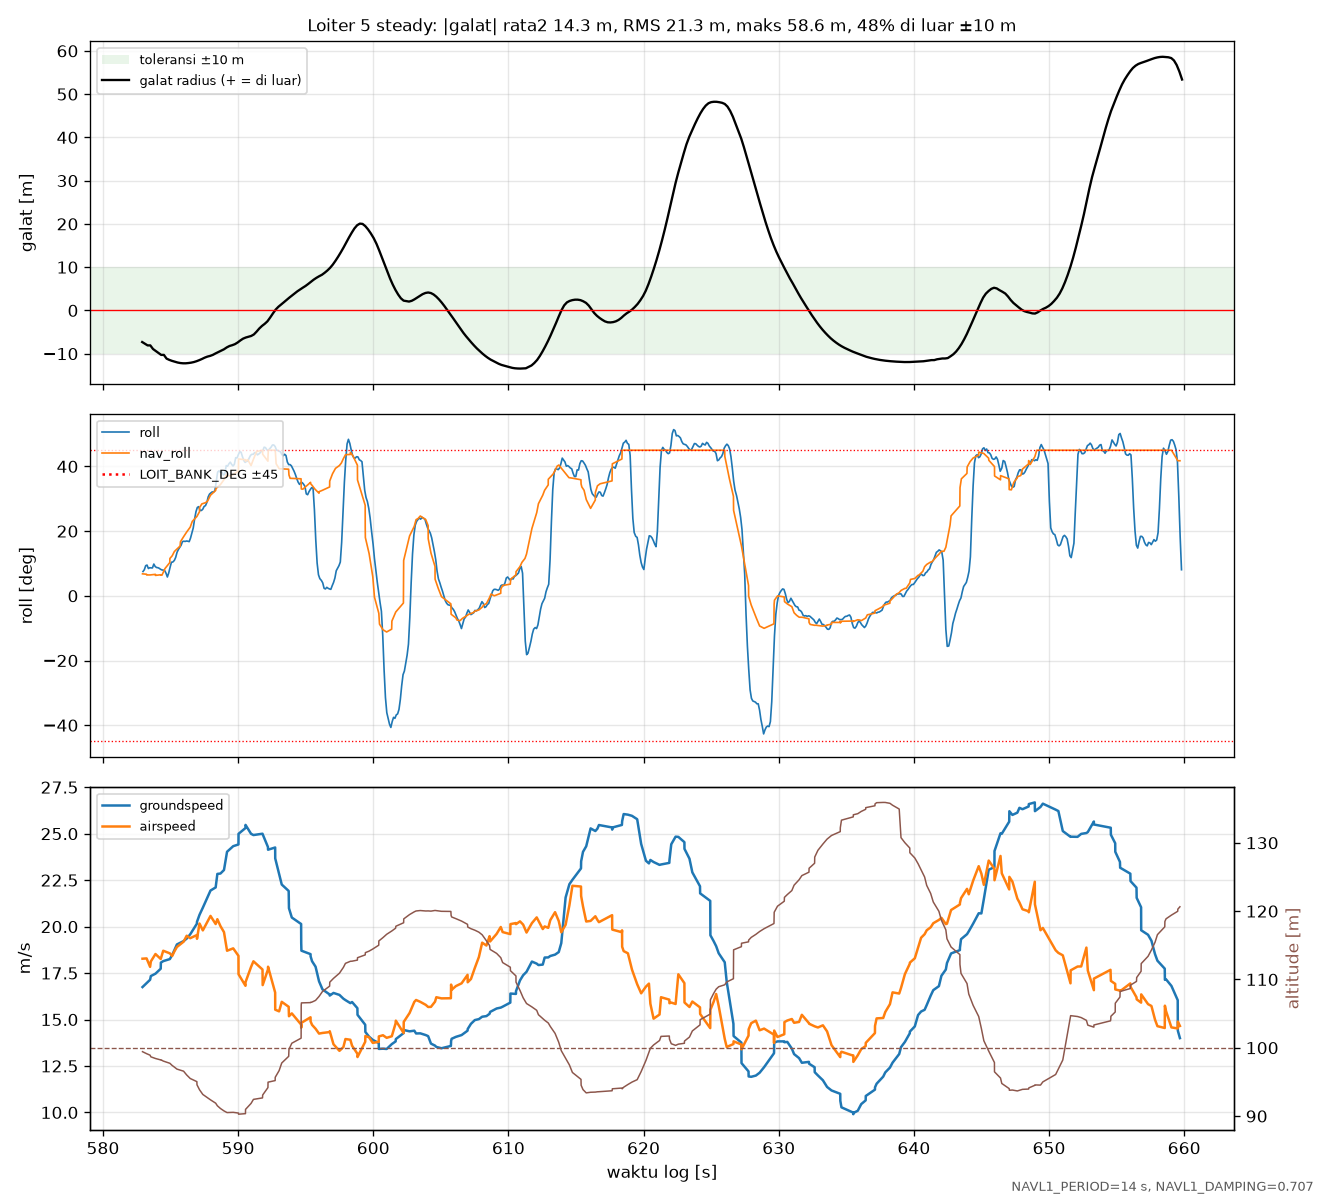 Loiter 5 steady: |galat| rata2 14.3 m, RMS 21.3 m, maks 58.6 m, 48% di luar ±10 m
toleransi ±10 m
galat radius (+ = di luar)
galat [m]
60
50
40
30
20
10
0
−10
roll
nav_roll
LOIT_BANK_DEG ±45
roll [deg]
40
20
0
−20
−40
groundspeed
airspeed
m/s
27.5
25.0
22.5
20.0
17.5
15.0
12.5
10.0
130
120
110
100
90
altitude [m]
580 590 600 610 620 630 640 650 660
waktu log [s]
NAVL1_PERIOD=14 s, NAVL1_DAMPING=0.707